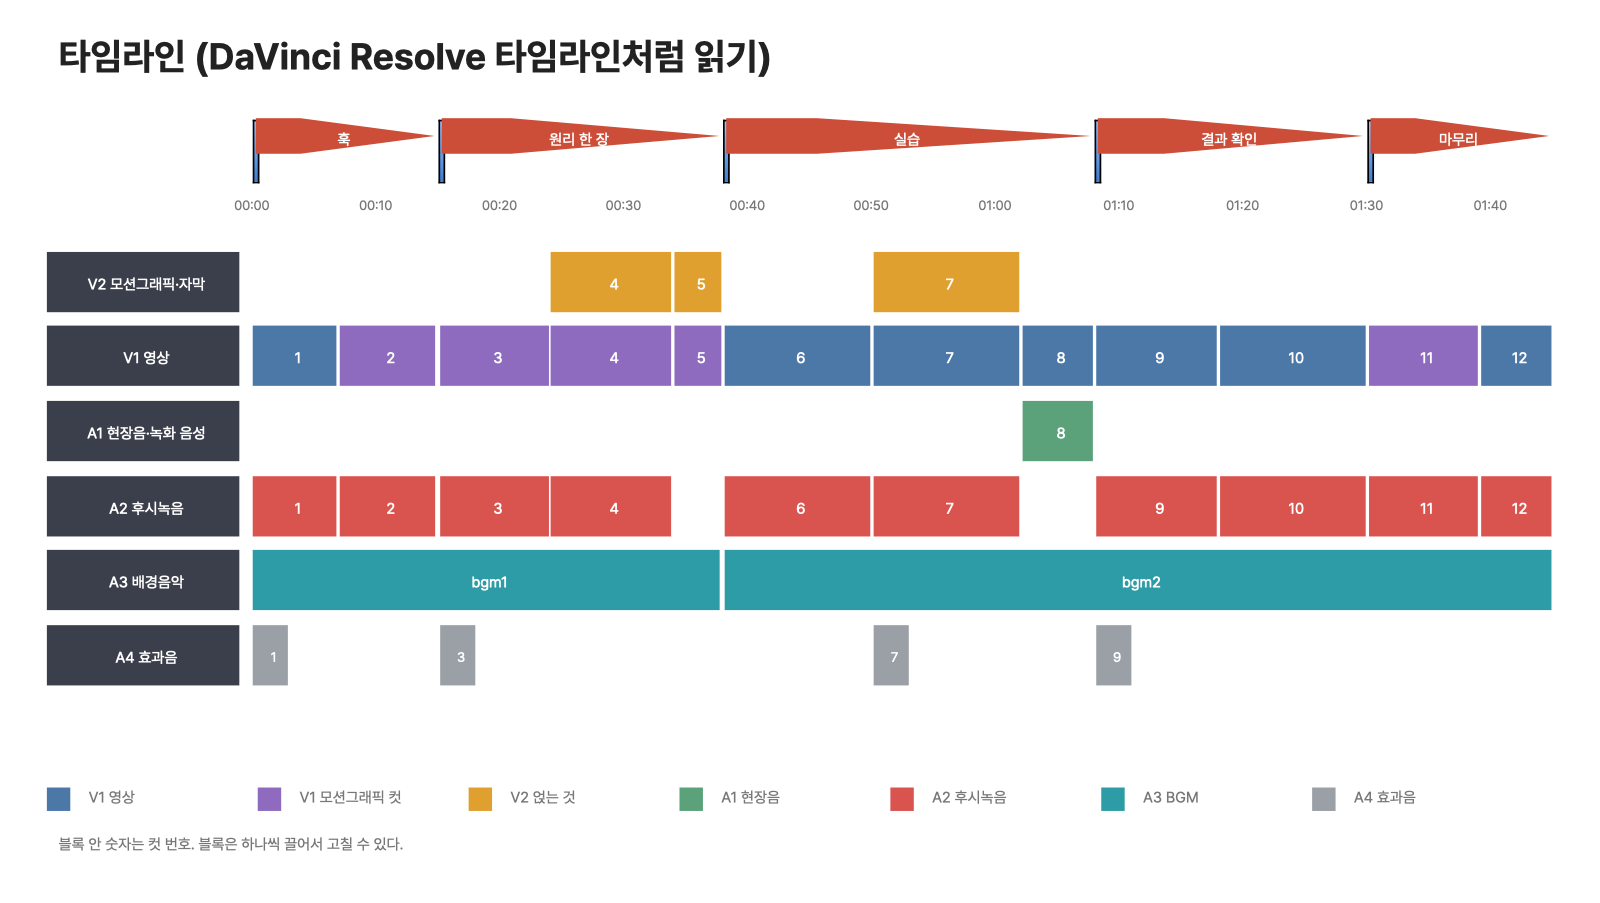 타임라인 (DaVinci Resolve 타임라인처럼 읽기)
훅 원리 한 장 실습 결과 확인 마무리
00:00 00:10 00:20 00:30 00:40 00:50 01:00 01:10 01:20 01:30 01:40
V2 모션그래픽·자막 4 5 7
V1 영상 1 2 3 4 5 6 7 8 9 10 11 12
A1 현장음·녹화 음성 8
A2 후시녹음 1 2 3 4 6 7 9 10 11 12
A3 배경음악 bgm1 bgm2
A4 효과음 1 3 7 9
V1 영상 V1 모션그래픽 컷 V2 얹는 것 A1 현장음 A2 후시녹음 A3 BGM A4 효과음
블록 안 숫자는 컷 번호. 블록은 하나씩 끌어서 고칠 수 있다.